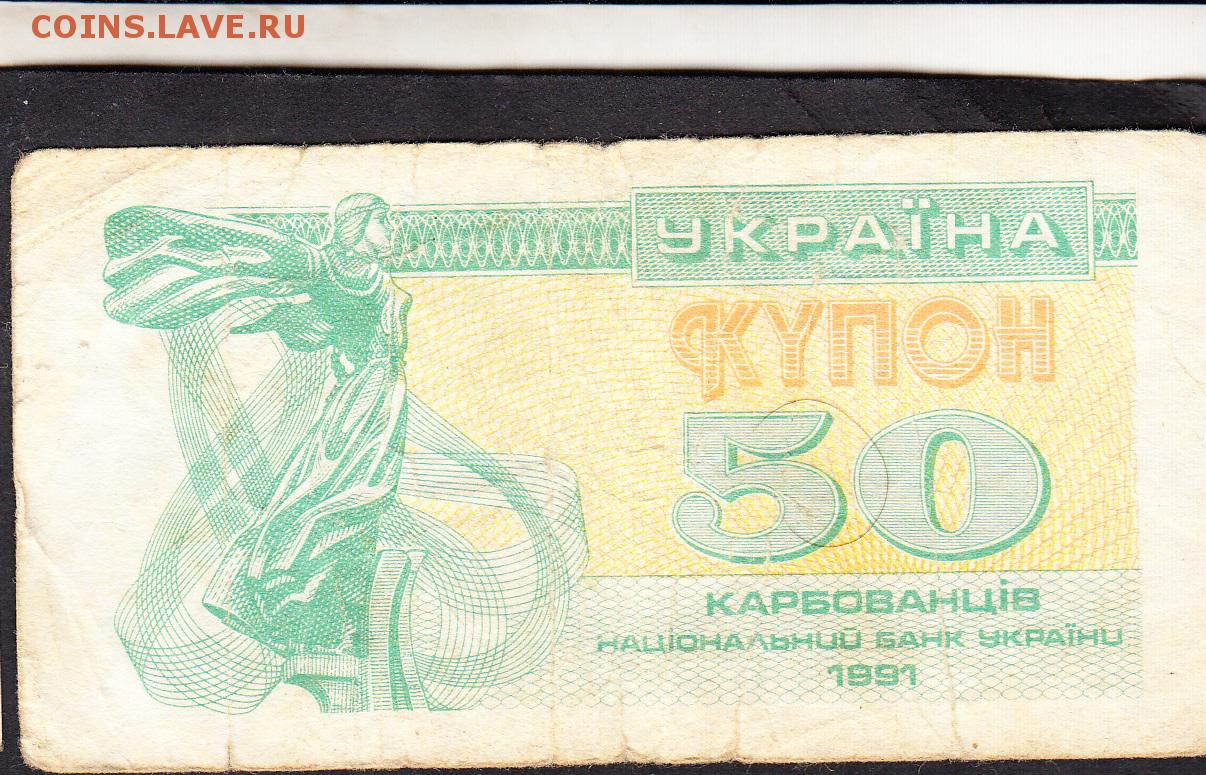 COINS.LAVE.RU
УКРАЇНА
КУПОН
50
КАРБОВАНЦІВ
НАЦІОНАЛЬНИЙ БАНК УКРАЇНИ
1991